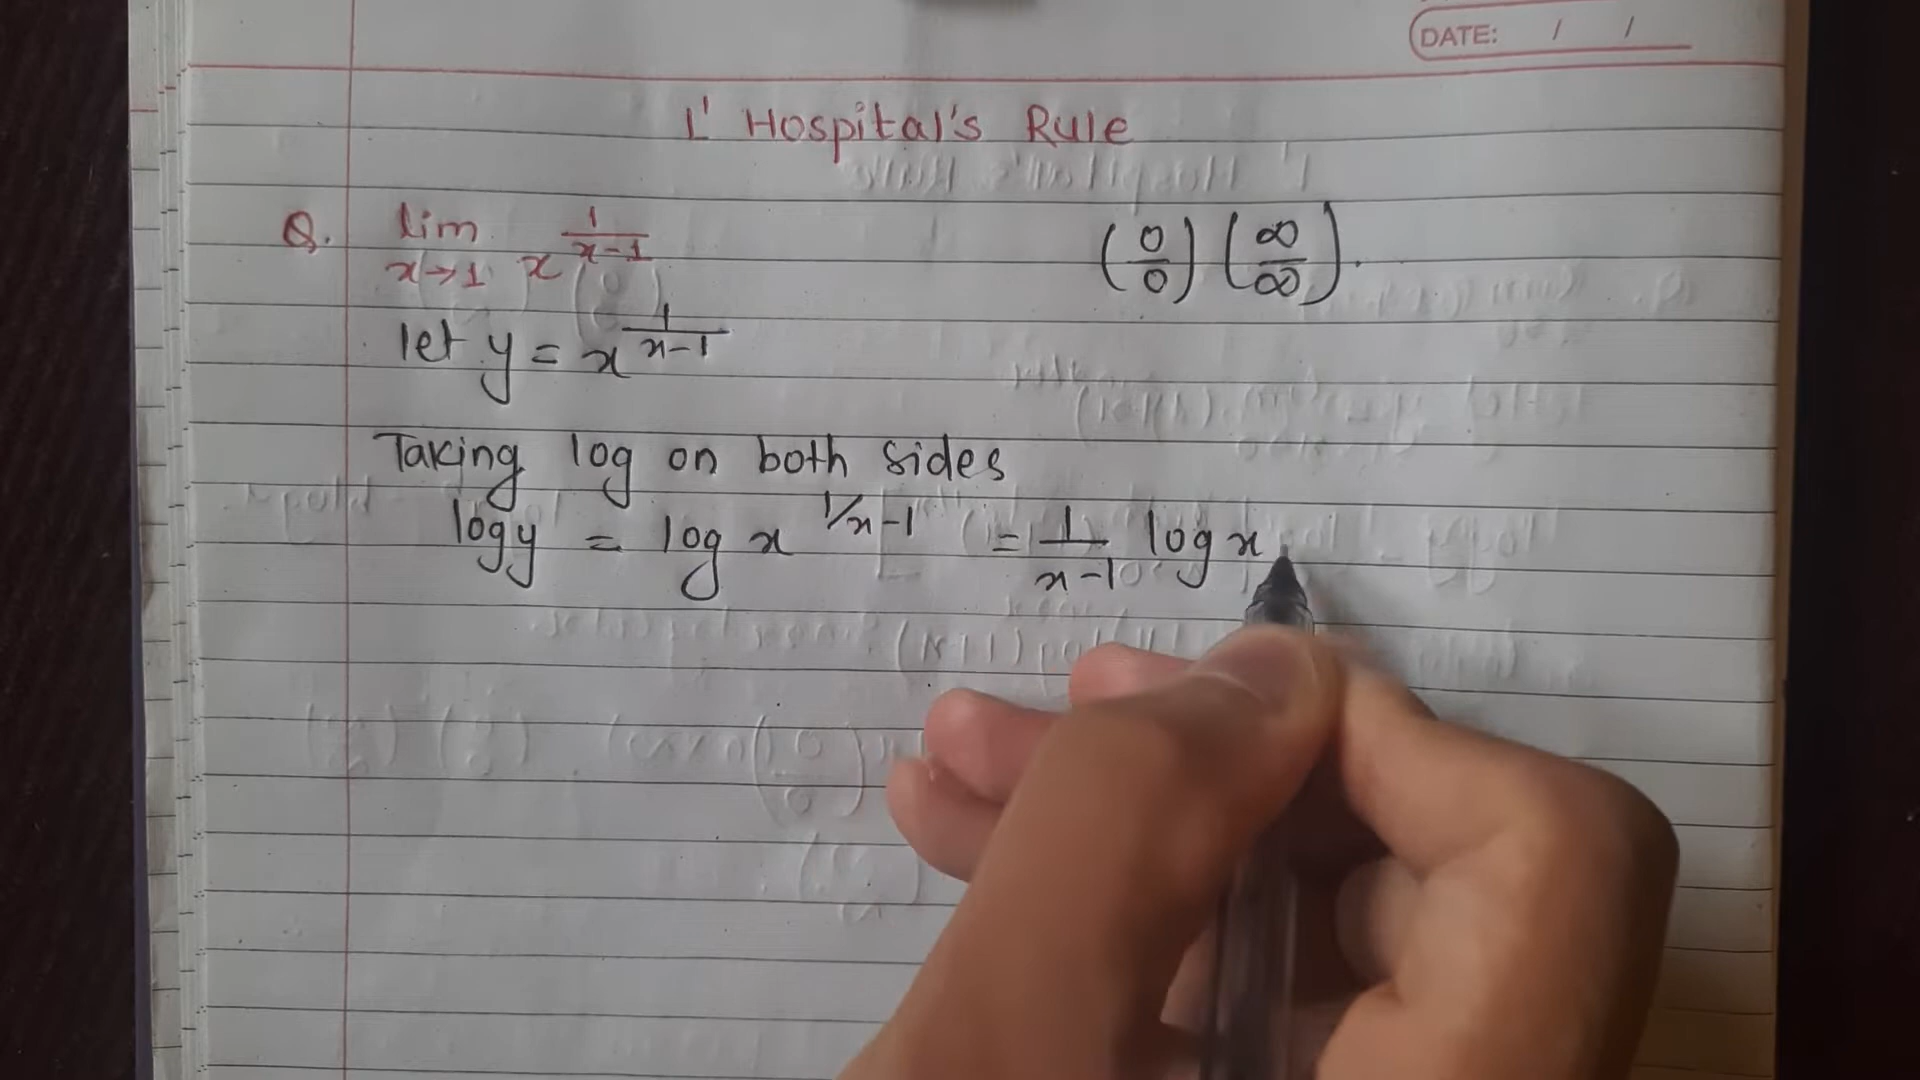 DATE: / /
L' Hospital's Rule
Q. lim x→1 x^(1/(x-1)) (0/0) (∞/∞).
let y = x^(1/(x-1))
Taking log on both sides
log y = log x^(1/x-1) = 1/(x-1) log x